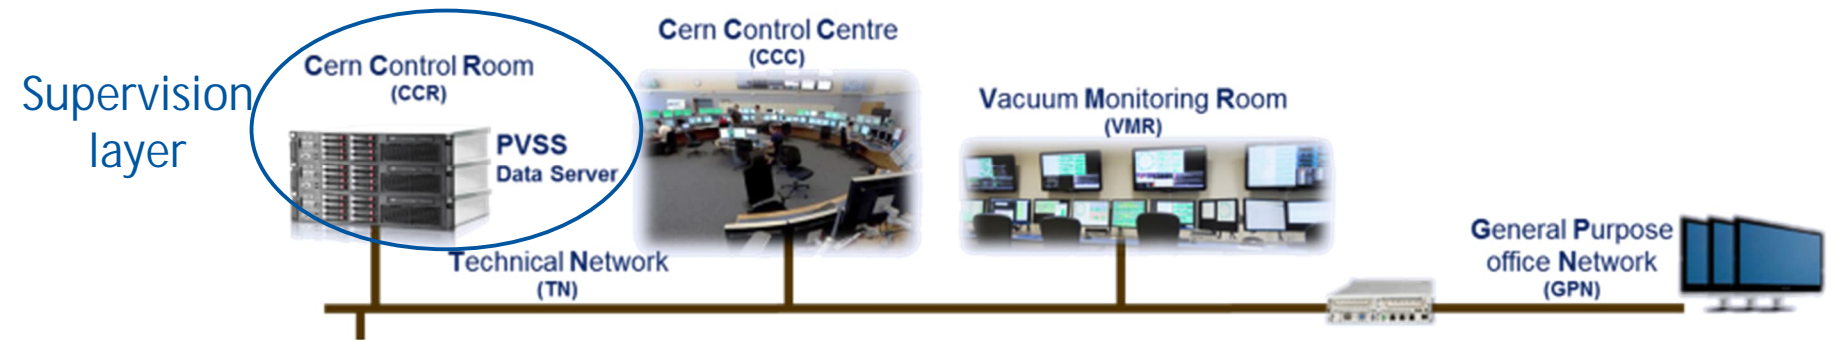 Supervision
layer
Cern Control Room
(CCR)
PVSS
Data Server
Cern Control Centre
(CCC)
Vacuum Monitoring Room
(VMR)
Technical Network
(TN)
General Purpose
office Network
(GPN)